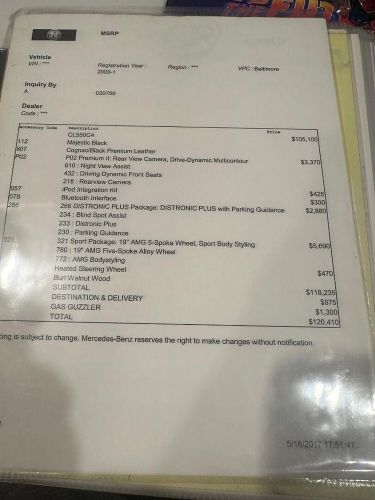 MSRP
Vehicle
VIN : ***
Registration Year : 2009-1
Region : ***
VPC : Baltimore
Inquiry By
A 020756
Dealer
Code : ***
Accessory Code Description Price
CL550C4 $105,100
112 Majestic Black
807 Cognac/Black Premium Leather
P02 P02 Premium II: Rear View Camera, Drive-Dynamic Multicontour $3,370
610 : Night View Assist
432 : Driving Dynamic Front Seats
218 : Rearview Camera
057 iPod Integration Kit $425
078 Bluetooth Interface $300
266 266 DISTRONIC PLUS Package: DISTRONIC PLUS with Parking Guidance $2,880
234 : Blind Spot Assist
233 : Distronic Plus
230 : Parking Guidance
321 321 Sport Package: 19" AMG 5-Spoke Wheel, Sport Body Styling $5,690
780 : 19" AMG Five-Spoke Alloy Wheel
772 : AMG Bodystyling
Heated Steering Wheel $470
Burl Walnut Wood
SUBTOTAL $118,235
DESTINATION & DELIVERY $875
GAS GUZZLER $1,300
TOTAL $120,410
is subject to change. Mercedes-Benz reserves the right to make changes without notification.
5/18/2017 17:51:47